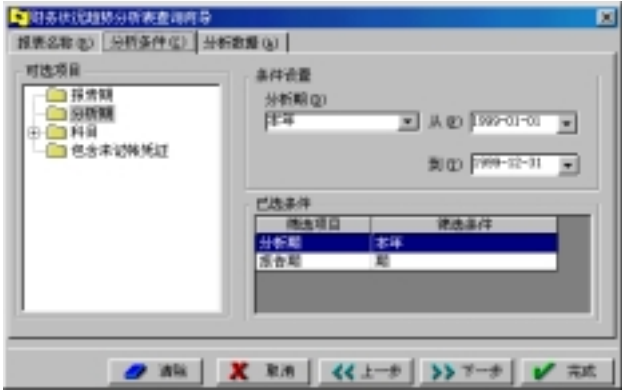 财务状况趋势分析表查询向导
报表名称(B) 分析条件(C) 分析数据(A)
可选项目
报告期
分析期
科目
包含未记账凭证
条件设置
分析期(Q)
本年 从(F) 1999-01-01
到(T) 1999-12-31
已选条件
筛选项目 筛选条件
分析期 本年
报告期 期
清除 取消 上一步 下一步 完成